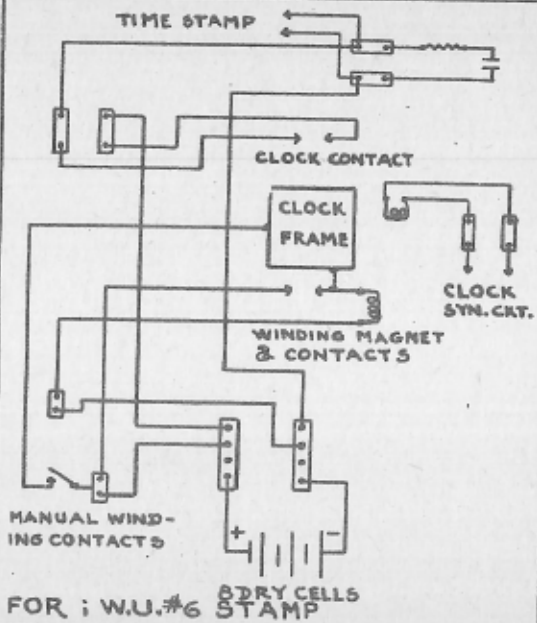 TIME STAMP
CLOCK CONTACT
CLOCK
FRAME
CLOCK
SYN. CKT.
WINDING MAGNET
& CONTACTS
MANUAL WIND-
ING CONTACTS
+
-
8 DRY CELLS
FOR ; W.U.#6 STAMP